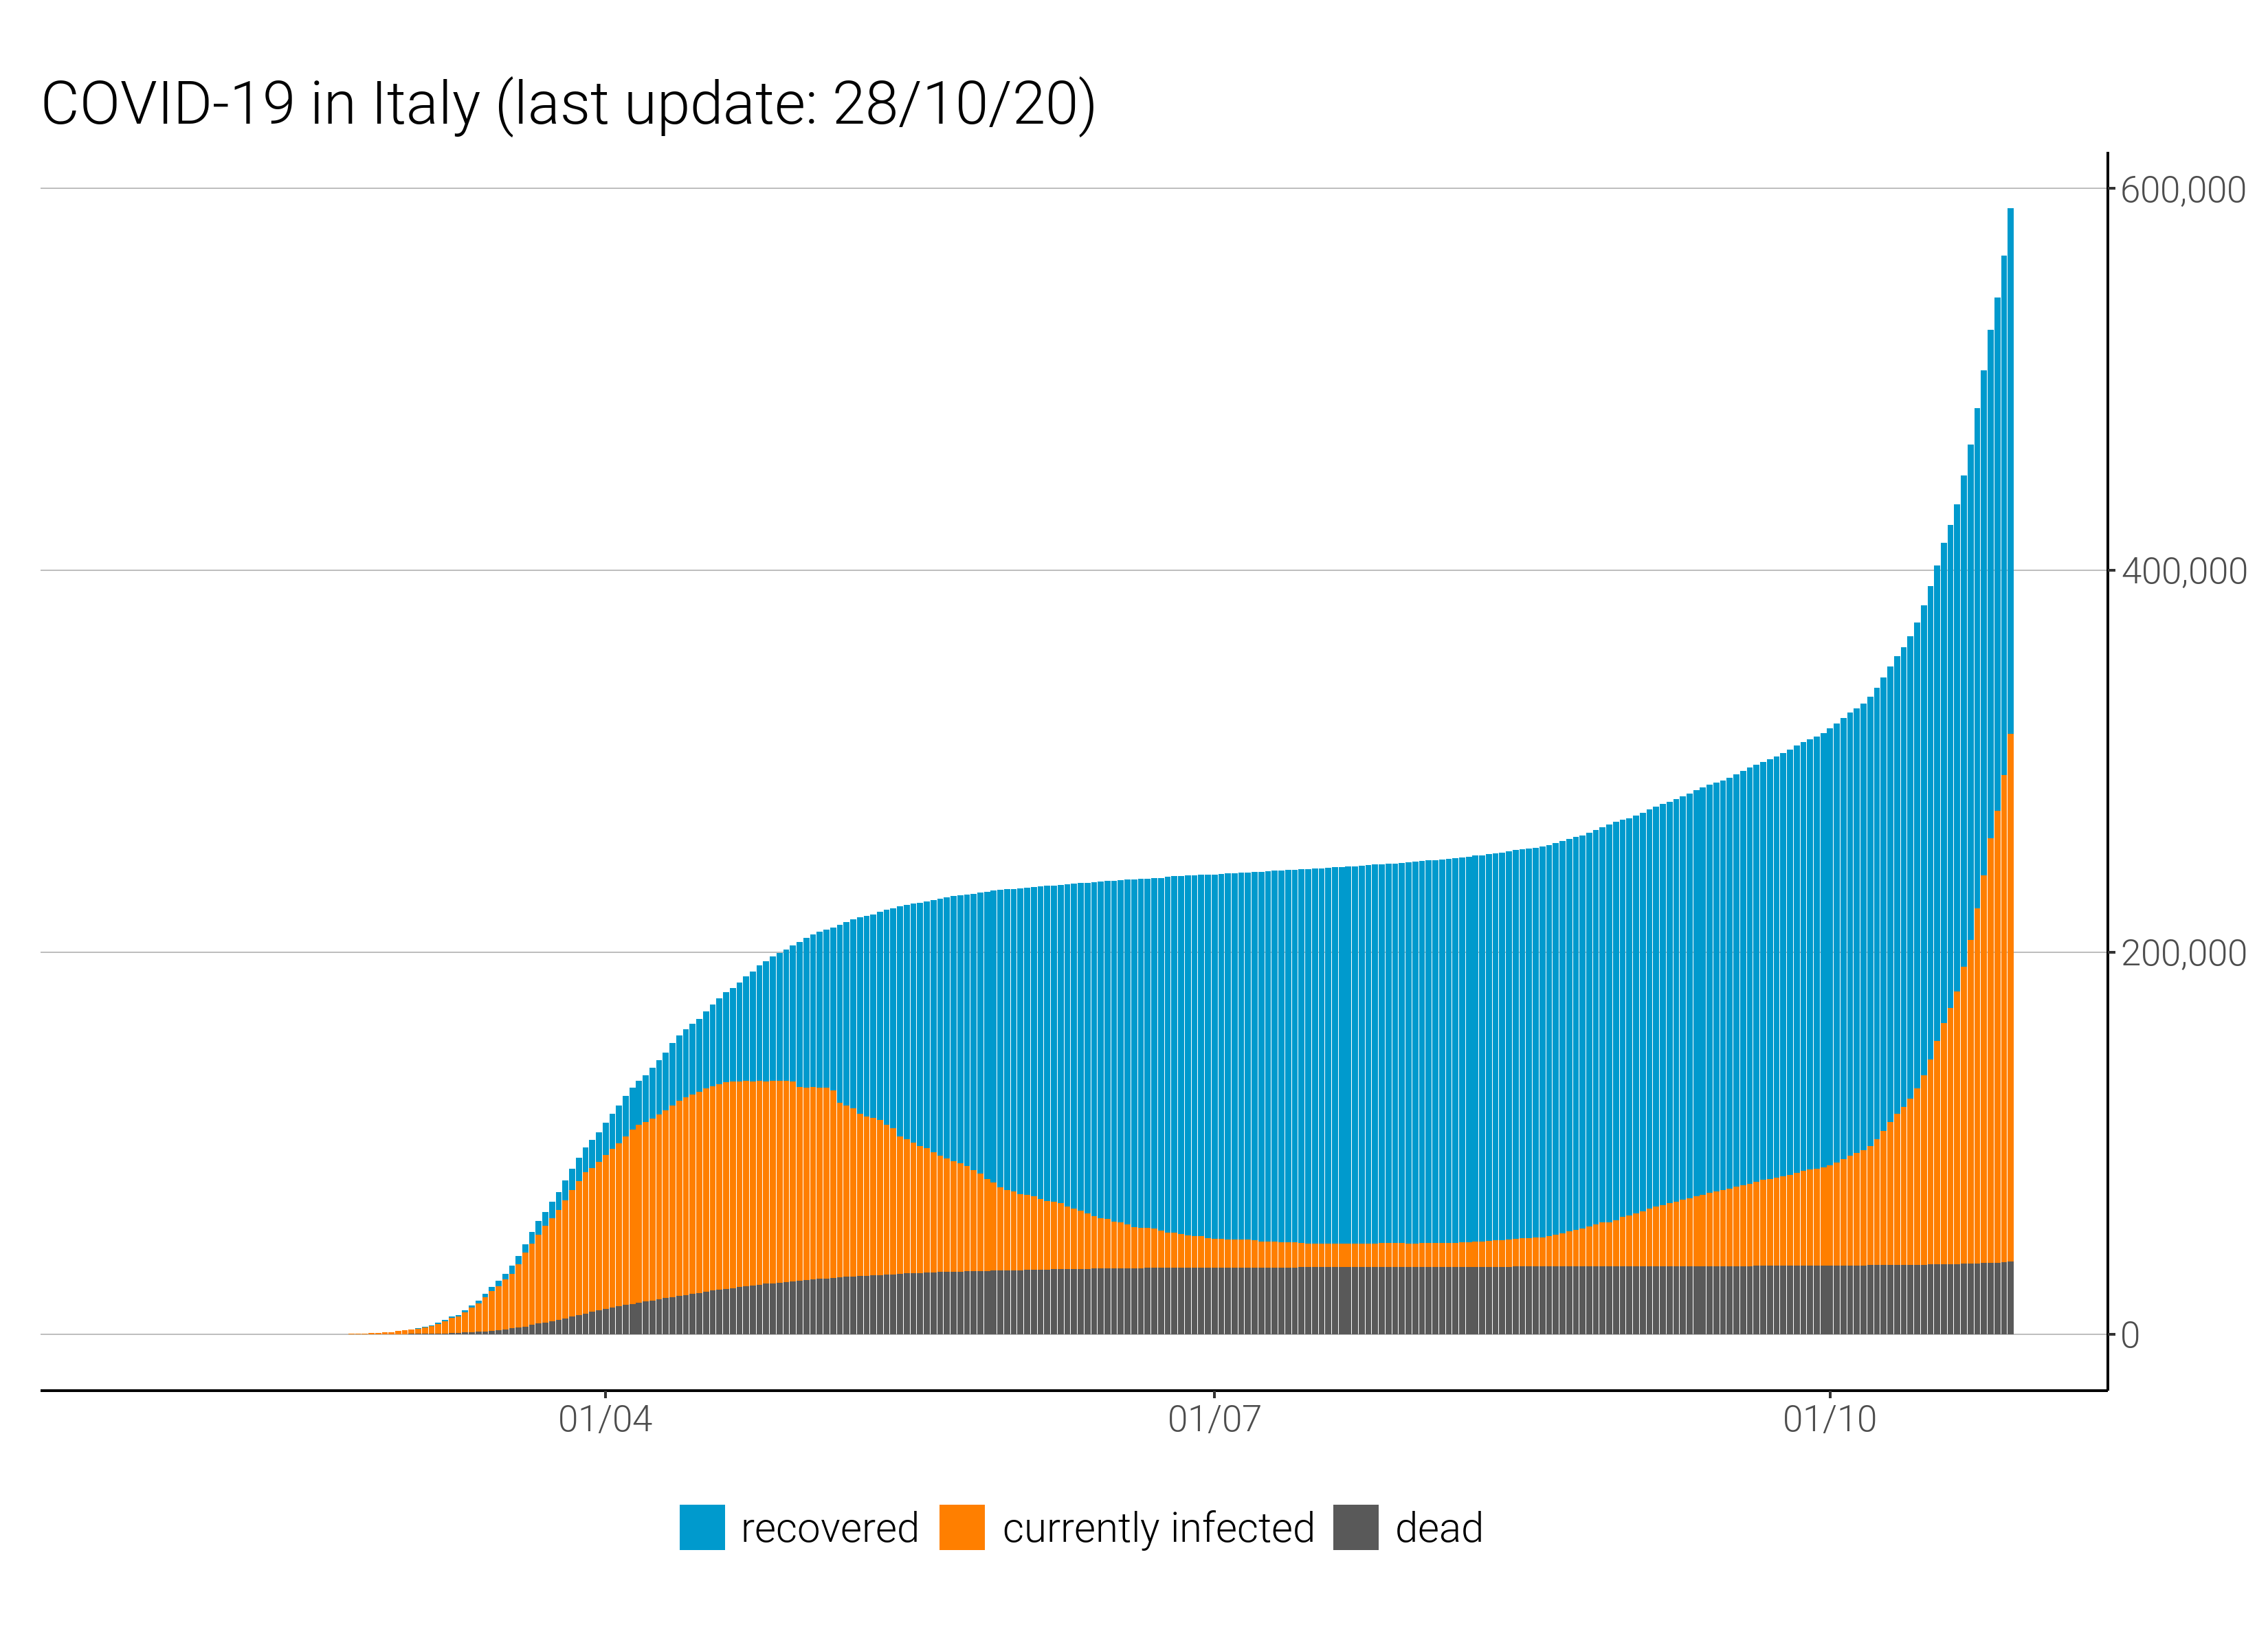 COVID-19 in Italy (last update: 28/10/20)
600,000
400,000
200,000
0
01/04 01/07 01/10
recovered currently infected dead